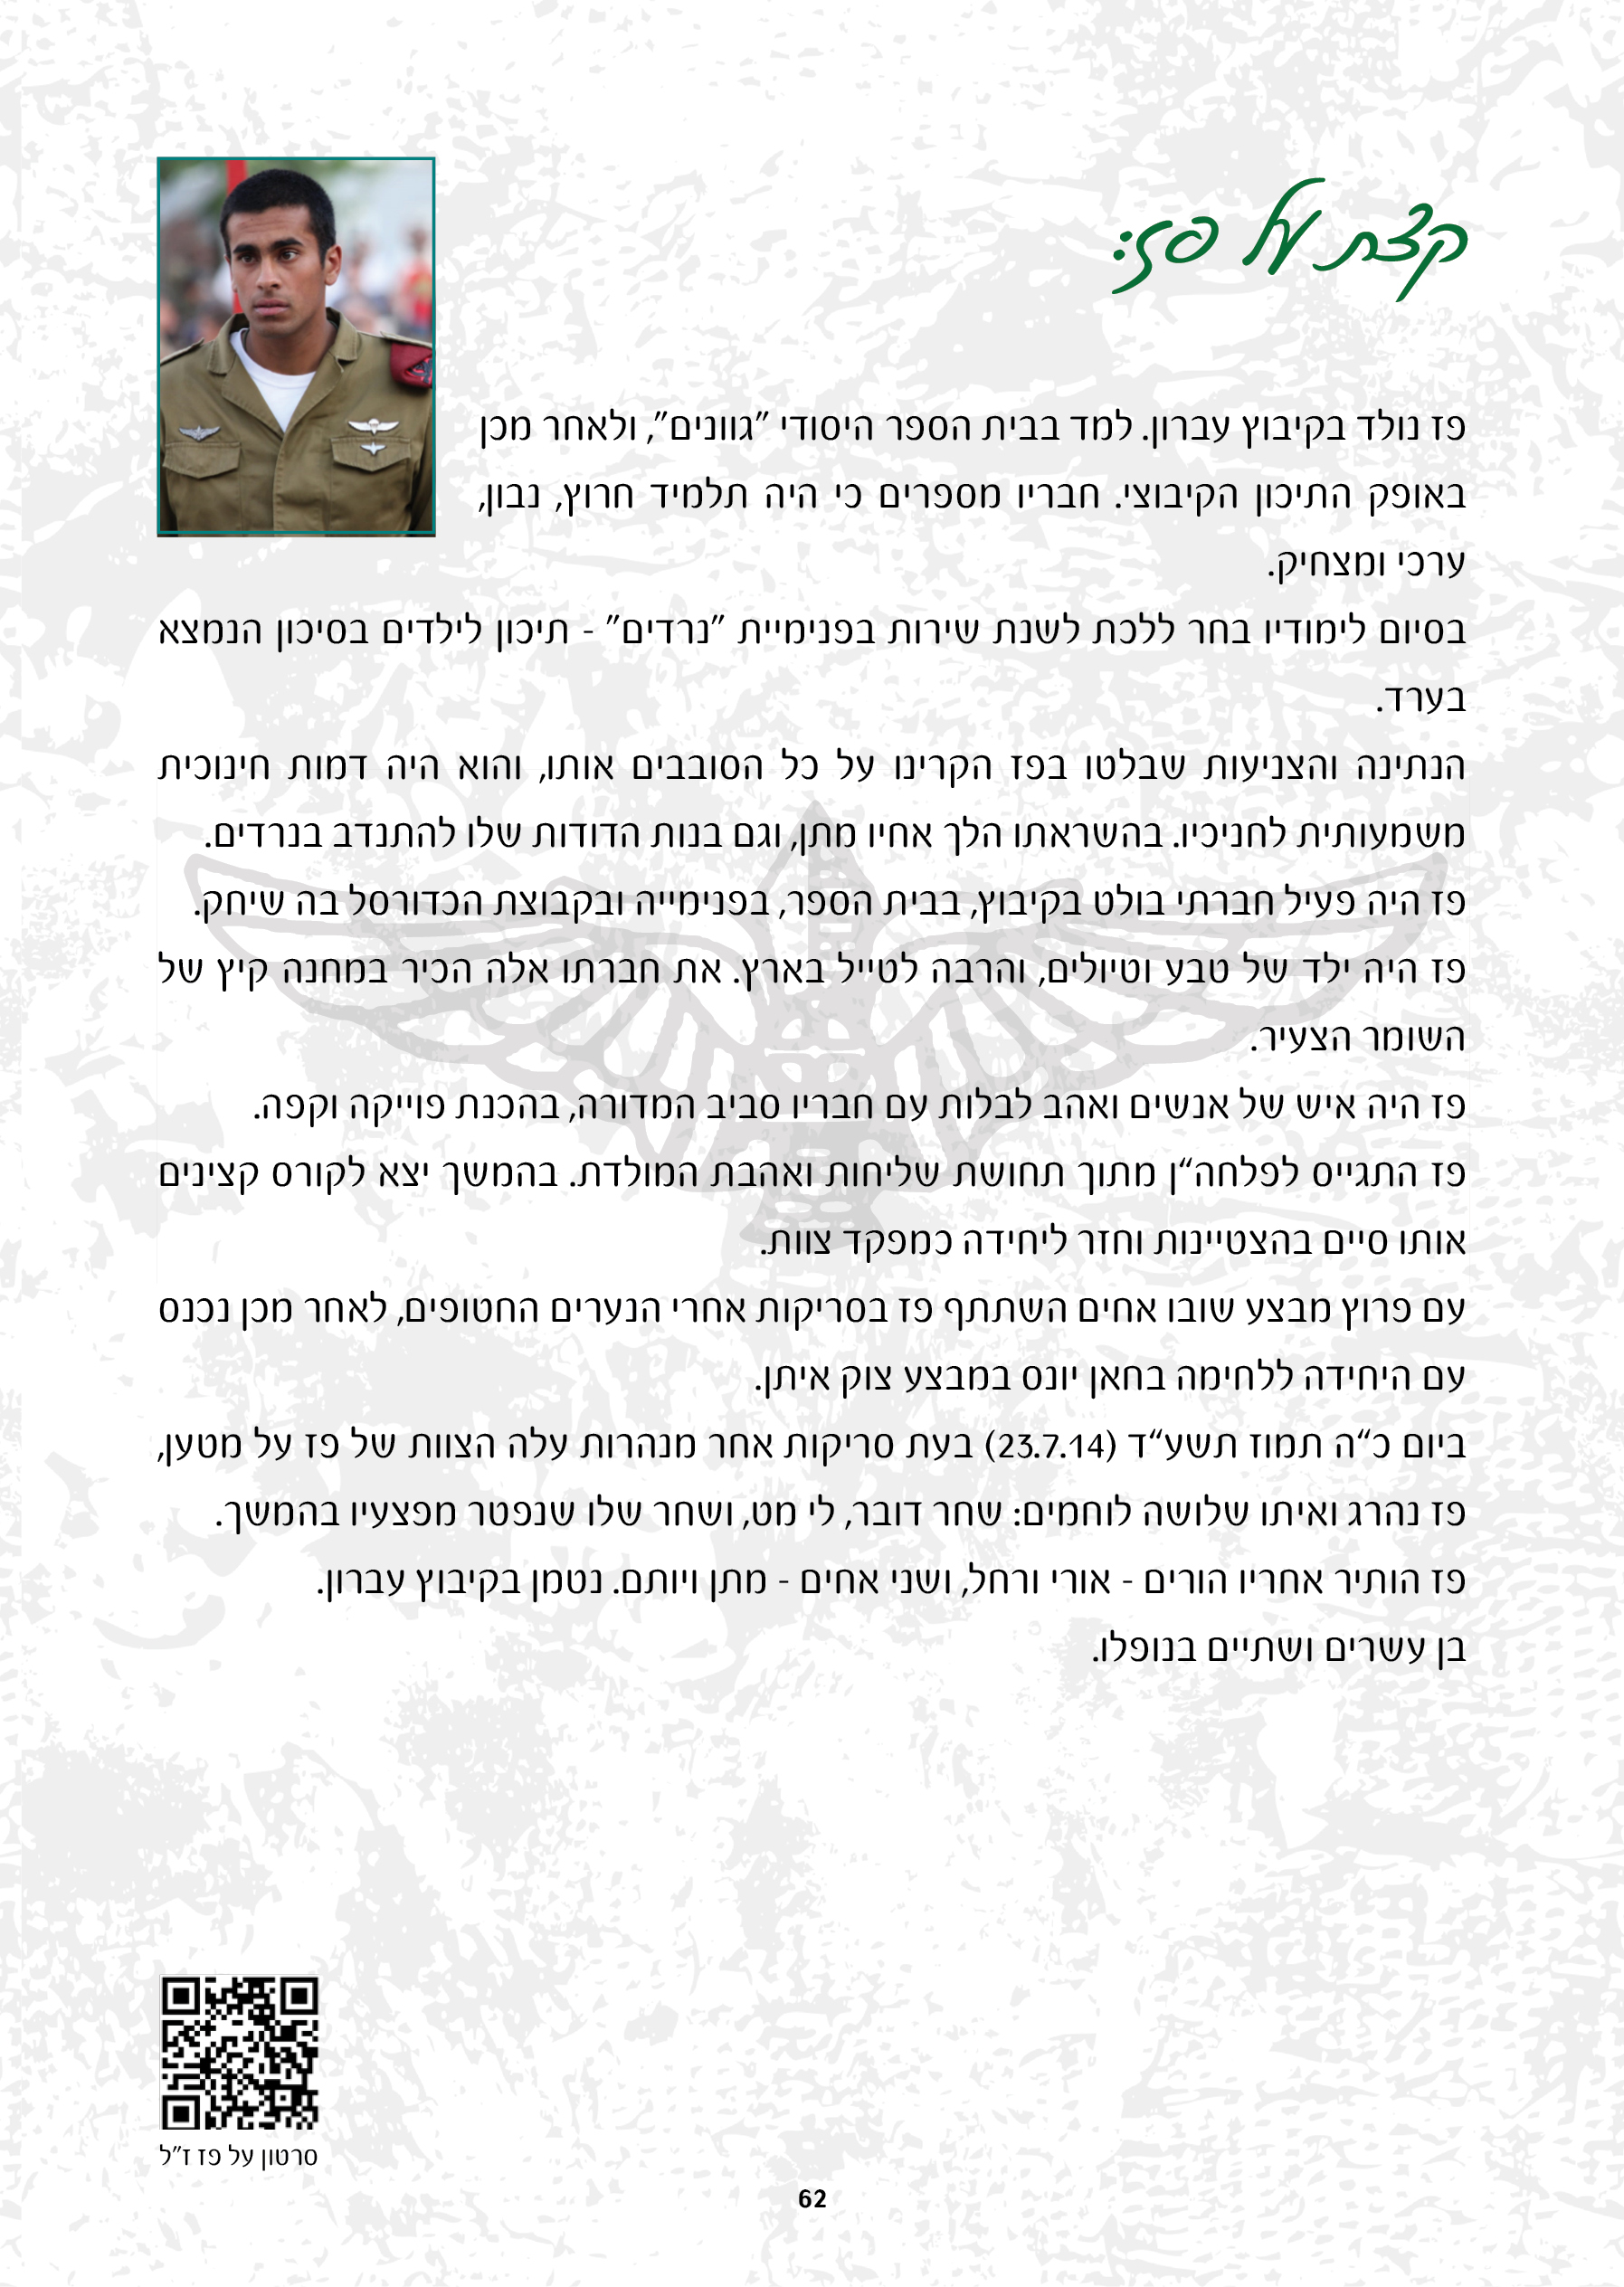 קצת על פז:
פז נולד בקיבוץ עברון. למד בבית הספר היסודי "גוונים", ולאחר מכן
באופק התיכון הקיבוצי. חבריו מספרים כי היה תלמיד חרוץ, נבון,
ערכי ומצחיק.
בסיום לימודיו בחר ללכת לשנת שירות בפנימיית "נרדים" - תיכון לילדים בסיכון הנמצא
בערד.
הנתינה והצניעות שבלטו בפז הקרינו על כל הסובבים אותו, והוא היה דמות חינוכית
משמעותית לחניכיו. בהשראתו הלך אחיו מתן, וגם בנות הדודות שלו להתנדב בנרדים.
פז היה פעיל חברתי בולט בקיבוץ, בבית הספר, בפנימייה ובקבוצת הכדורסל בה שיחק.
פז היה ילד של טבע וטיולים, והרבה לטייל בארץ. את חברתו אלה הכיר במחנה קיץ של
השומר הצעיר.
פז היה איש של אנשים ואהב לבלות עם חבריו סביב המדורה, בהכנת פוייקה וקפה.
פז התגייס לפלחה“ן מתוך תחושת שליחות ואהבת המולדת. בהמשך יצא לקורס קצינים
אותו סיים בהצטיינות וחזר ליחידה כמפקד צוות.
עם פרוץ מבצע שובו אחים השתתף פז בסריקות אחרי הנערים החטופים, לאחר מכן נכנס
עם היחידה ללחימה בחאן יונס במבצע צוק איתן.
ביום כ“ה תמוז תשע“ד (23.7.14) בעת סריקות אחר מנהרות עלה הצוות של פז על מטען,
פז נהרג ואיתו שלושה לוחמים: שחר דובר, לי מט, ושחר שלו שנפטר מפצעיו בהמשך.
פז הותיר אחריו הורים - אורי ורחל, ושני אחים - מתן ויותם. נטמן בקיבוץ עברון.
בן עשרים ושתיים בנופלו.
סרטון על פז ז"ל
62